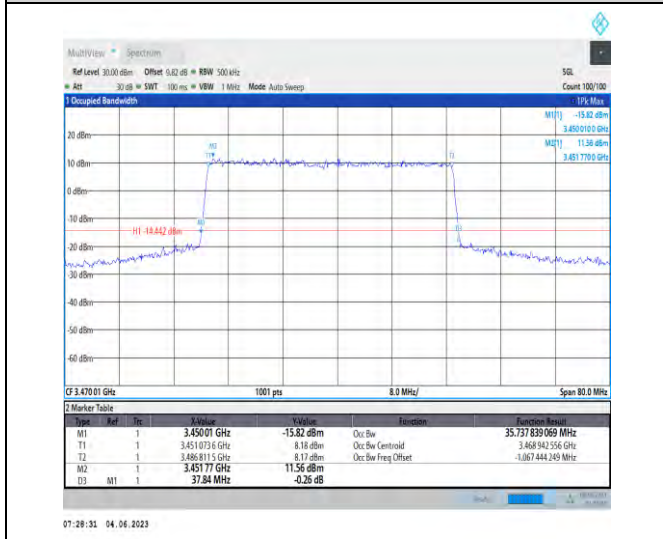 MultiView Spectrum
Ref Level 30.00 dBm Offset 9.82 dB RBW 500 kHz SGL
Att 30 dB SWT 100 ms VBW 1 MHz Mode Auto Sweep Count 100/100
1 Occupied Bandwidth 1Pk Max
M1[1] -15.82 dBm
3.4500100 GHz
M2[1] 11.56 dBm
3.4517700 GHz
20 dBm
M2
T1 T2
10 dBm
0 dBm
-10 dBm
H1 -14.442 dBm
-20 dBm
-30 dBm
-40 dBm
-50 dBm
-60 dBm
CF 3.47001 GHz 1001 pts 8.0 MHz/ Span 80.0 MHz
2 Marker Table
Type Ref Trc X-Value Y-Value Function Function Result
M1 1 3.45001 GHz -15.82 dBm Occ Bw 35.737 839 069 MHz
T1 1 3.451 073 6 GHz 8.18 dBm Occ Bw Centroid 3.468 942 556 GHz
T2 1 3.486 811 5 GHz 8.17 dBm Occ Bw Freq Offset -1.067 444 249 MHz
M2 1 3.45177 GHz 11.56 dBm
D3 M1 1 37.84 MHz -0.26 dB
07:28:31 04.06.2023